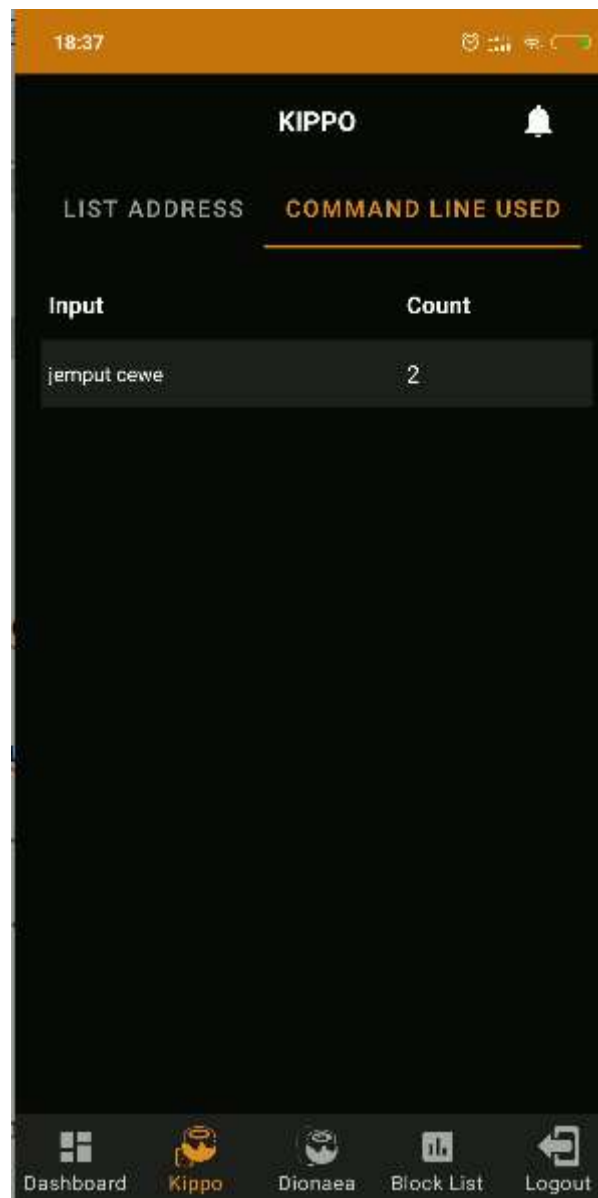 18:37
KIPPO
LIST ADDRESS COMMAND LINE USED
Input Count
jemput cewe 2
Dashboard Kippo Dionaea Block List Logout